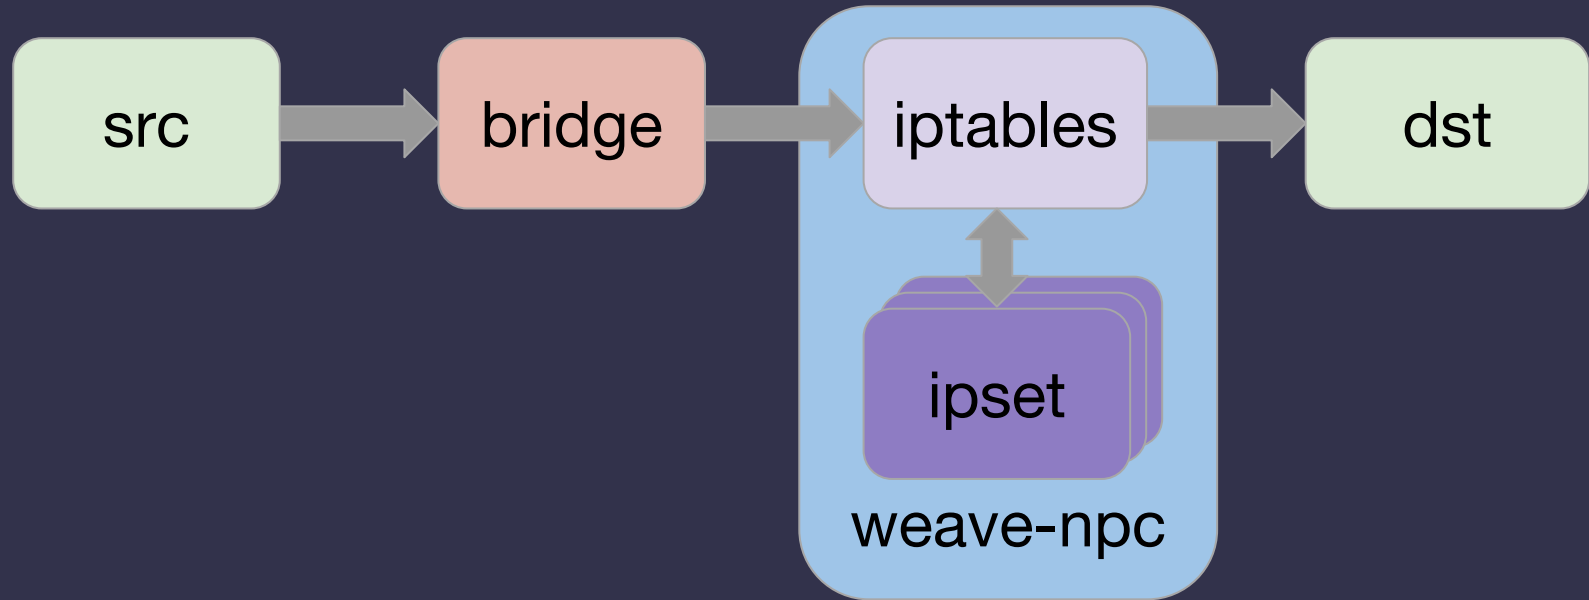 src
bridge
iptables
dst
ipset
weave-npc